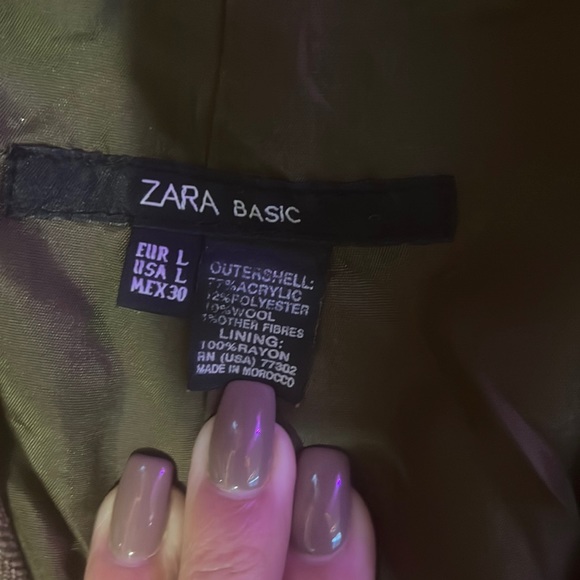 ZARA BASIC
EUR L
USA L
MEX 30
OUTERSHELL:
77%ACRYLIC
12%POLYESTER
10%WOOL
1%OTHER FIBRES
LINING:
100%RAYON
RN (USA) 77302
MADE IN MOROCCO